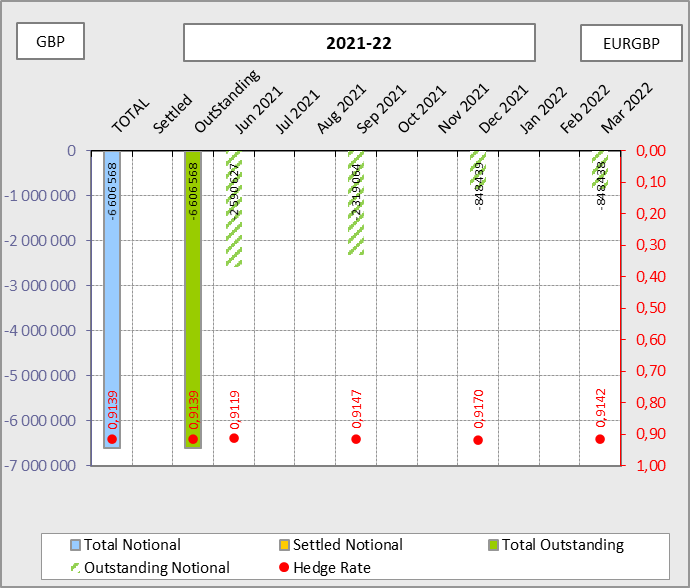 GBP
2021-22
EURGBP
TOTAL
Settled
OutStanding
Jun 2021
Jul 2021
Aug 2021
Sep 2021
Oct 2021
Nov 2021
Dec 2021
Jan 2022
Feb 2022
Mar 2022
0
-1 000 000
-2 000 000
-3 000 000
-4 000 000
-5 000 000
-6 000 000
-7 000 000
-6 606 568
-6 606 568
-2 590 627
-2 319 064
-848 439
-848 438
0,9139
0,9139
0,9119
0,9147
0,9170
0,9142
0,00
0,10
0,20
0,30
0,40
0,50
0,60
0,70
0,80
0,90
1,00
Total Notional
Settled Notional
Total Outstanding
Outstanding Notional
Hedge Rate